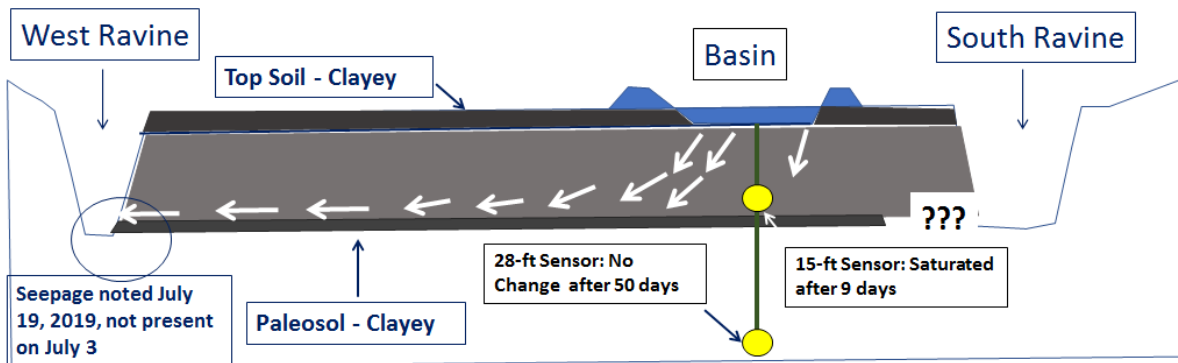 West Ravine
Top Soil - Clayey
Basin
South Ravine
???
28-ft Sensor: No
Change after 50 days
15-ft Sensor: Saturated
after 9 days
Seepage noted July
19, 2019, not present
on July 3
Paleosol - Clayey